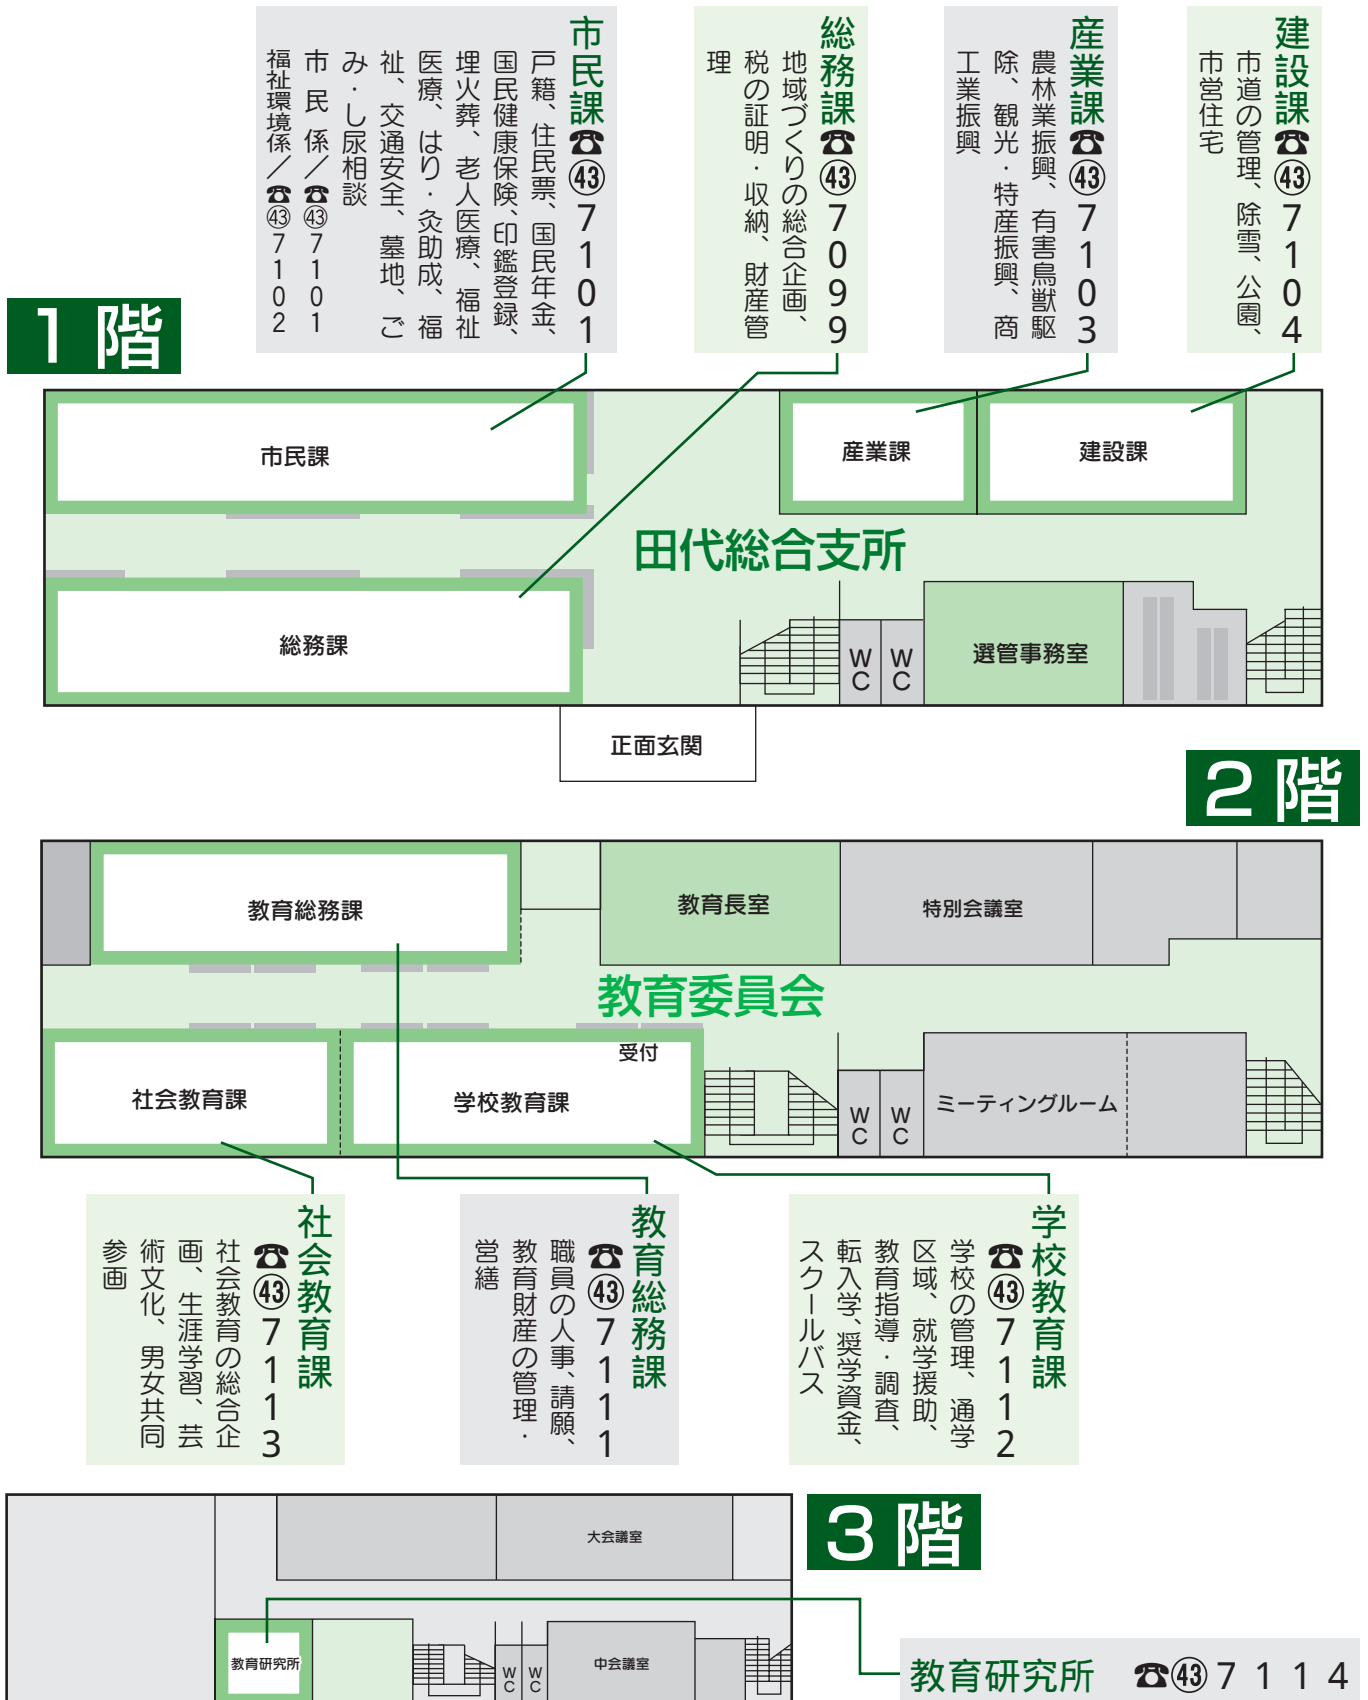 建設課☎㊸7104
市道の管理、除雪、公園、
市営住宅
産業課☎㊸7103
農林業振興、有害鳥獣駆
除、観光・特産振興、商
工業振興
総務課☎㊸7099
地域づくりの総合企画、
税の証明・収納、財産管
理
市民課☎㊸7101
戸籍、住民票、国民年金、
国民健康保険、印鑑登録、
埋火葬、老人医療、福祉
医療、はり・灸助成、福
祉、交通安全、墓地、ご
み・し尿相談
市民係／☎㊸7101
福祉環境係／☎㊸7102
1階
市民課
産業課
建設課
田代総合支所
総務課
WC
WC
選管事務室
正面玄関
2階
教育総務課
教育長室
特別会議室
教育委員会
受付
社会教育課
学校教育課
WC
WC
ミーティングルーム
学校教育課
☎㊸7112
学校の管理、通学
区域、就学援助、
教育指導・調査、
転入学、奨学資金、
スクールバス
教育総務課
☎㊸7111
職員の人事、請願、
教育財産の管理・
営繕
社会教育課
☎㊸7113
社会教育の総合企
画、生涯学習、芸
術文化、男女共同
参画
3階
大会議室
教育研究所
WC
WC
中会議室
教育研究所 ☎㊸7114